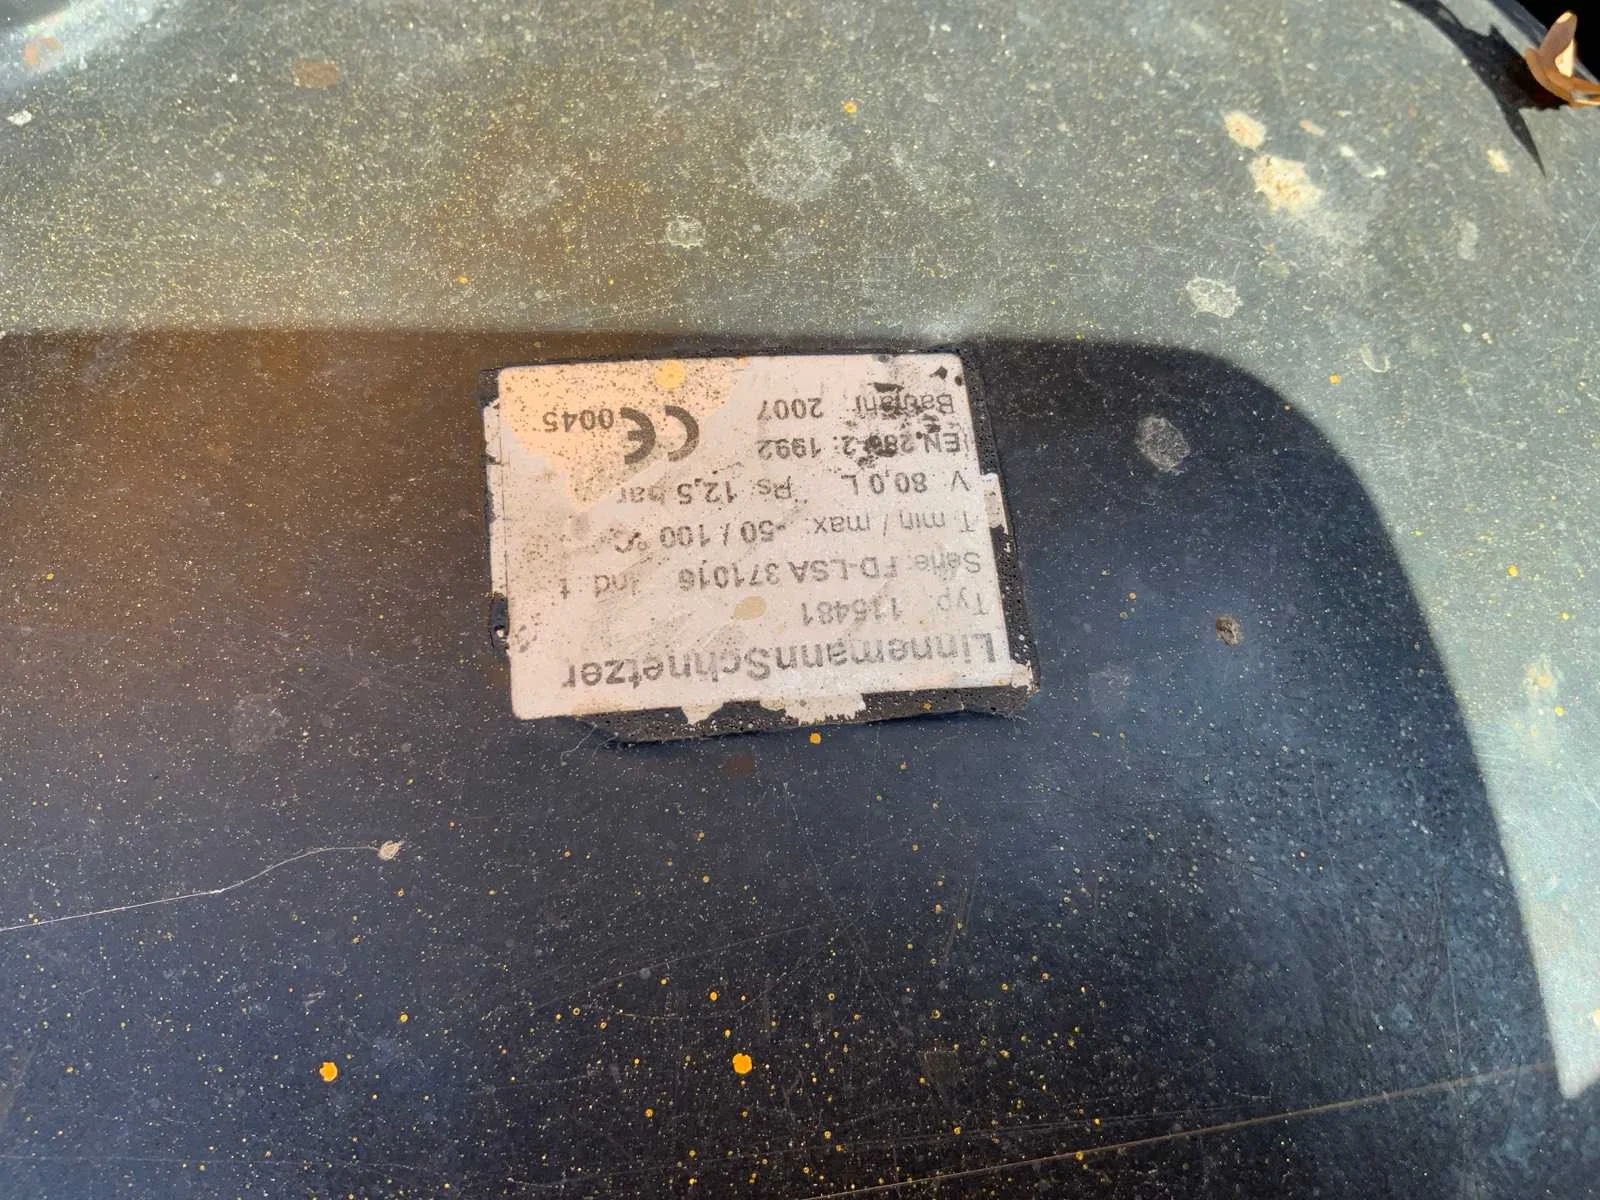 LinnemannSchnetzer
Typ: 116481
Serie: FD-LSA 371016 Ind.: t
T. min / max: -50 / 100 °C
V: 80,0 L Ps: 12,5 bar
EN 286-2: 1992
Baujahr: 2007 CE 0045